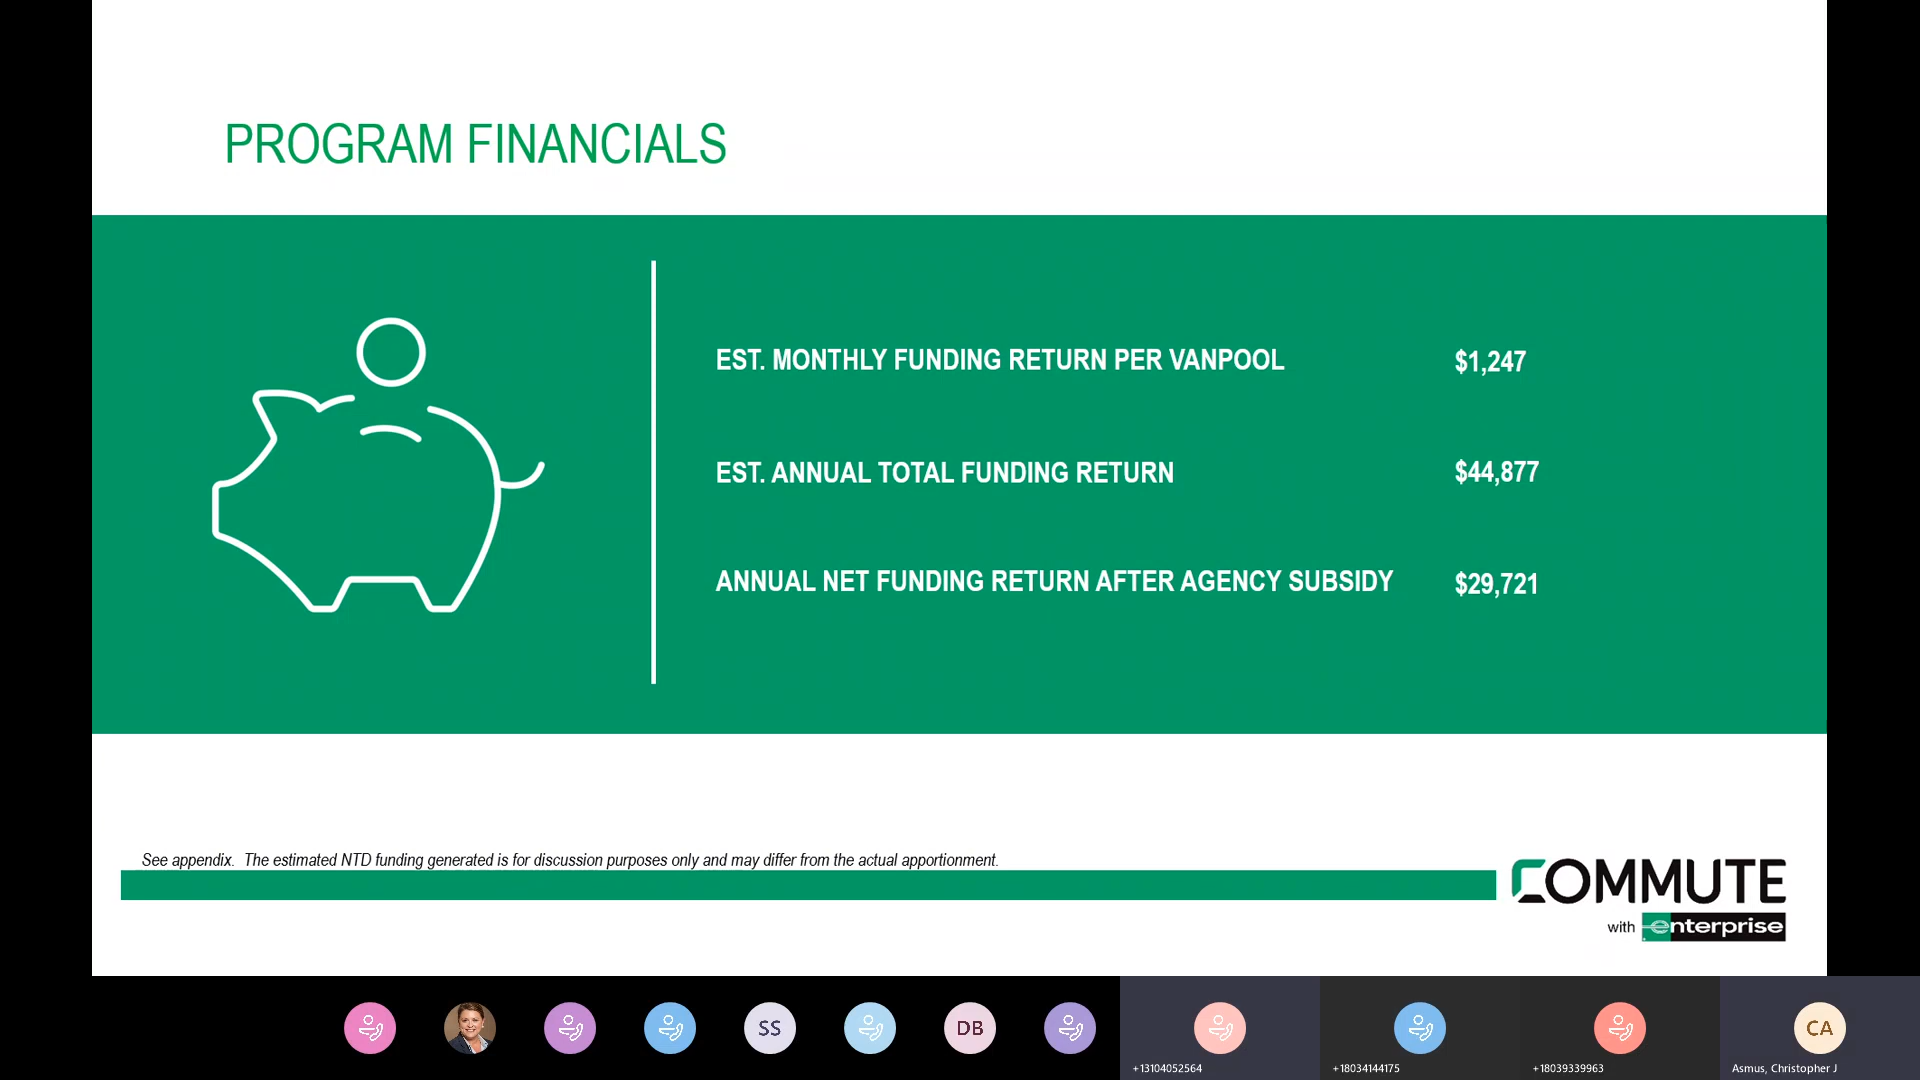 PROGRAM FINANCIALS
EST. MONTHLY FUNDING RETURN PER VANPOOL $1,247
EST. ANNUAL TOTAL FUNDING RETURN $44,877
ANNUAL NET FUNDING RETURN AFTER AGENCY SUBSIDY $29,721
See appendix. The estimated NTD funding generated is for discussion purposes only and may differ from the actual apportionment.
COMMUTE
with enterprise
SS
DB
CA
+13104052564
+18034144175
+18039339963
Asmus, Christopher J